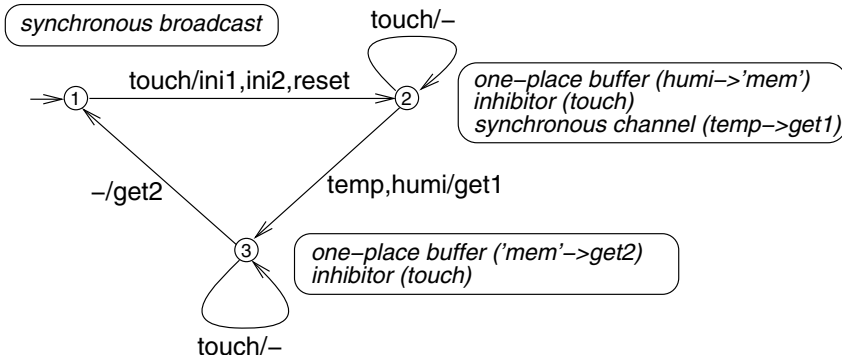 synchronous broadcast
touch/−
touch/ini1,ini2,reset
1
2
one−place buffer (humi−>'mem')
inhibitor (touch)
synchronous channel (temp−>get1)
−/get2
temp,humi/get1
3
one−place buffer ('mem'−>get2)
inhibitor (touch)
touch/−